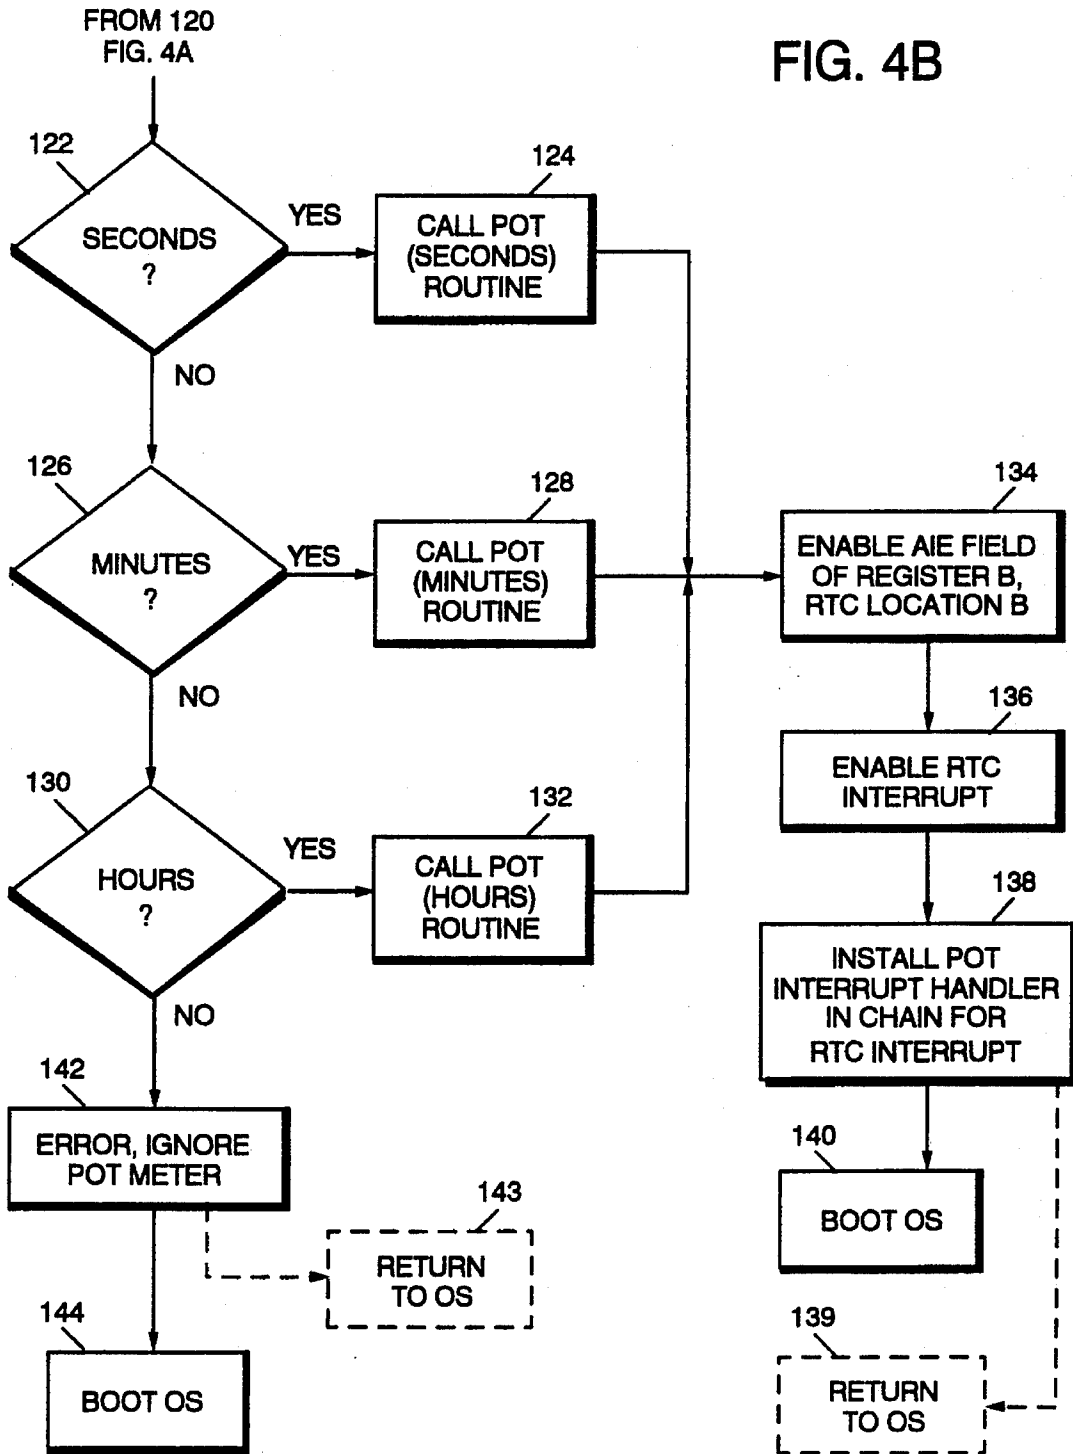 FROM 120
FIG. 4A
FIG. 4B
122
SECONDS
?
YES
NO
124
CALL POT
(SECONDS)
ROUTINE
126
MINUTES
?
YES
NO
128
CALL POT
(MINUTES)
ROUTINE
130
HOURS
?
YES
NO
132
CALL POT
(HOURS)
ROUTINE
134
ENABLE AIE FIELD
OF REGISTER B,
RTC LOCATION B
136
ENABLE RTC
INTERRUPT
138
INSTALL POT
INTERRUPT HANDLER
IN CHAIN FOR
RTC INTERRUPT
140
BOOT OS
139
RETURN
TO OS
142
ERROR, IGNORE
POT METER
143
RETURN
TO OS
144
BOOT OS